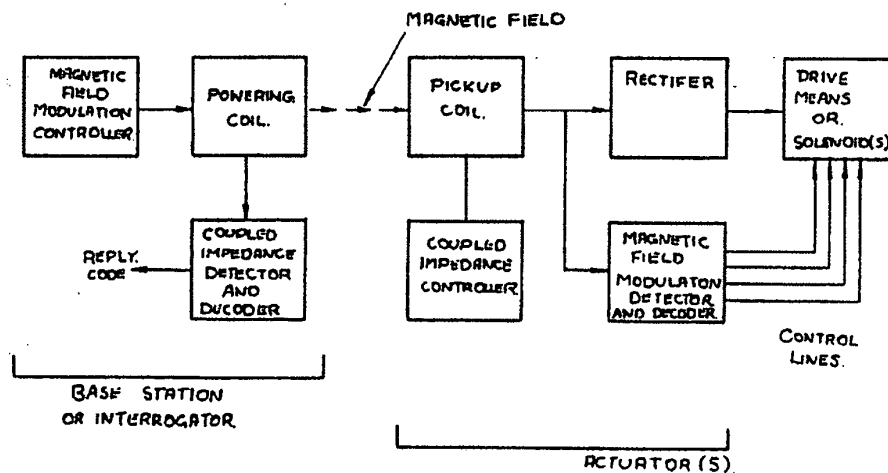 MAGNETIC FIELD
MAGNETIC
FIELD
MODULATION
CONTROLLER.
POWERING
COIL.
PICKUP
COIL.
RECTIFER
DRIVE
MEANS
OR.
SOLENOID(S)
REPLY.
CODE
COUPLED
IMPEDANCE
DETECTOR
AND
DECODER
COUPLED
IMPEDANCE
CONTROLLER
MAGNETIC
FIELD
MODULATON
DETECTOR
AND DECODER.
CONTROL
LINES.
BASE STATION
OR INTERROGATOR
ACTUATOR (S)